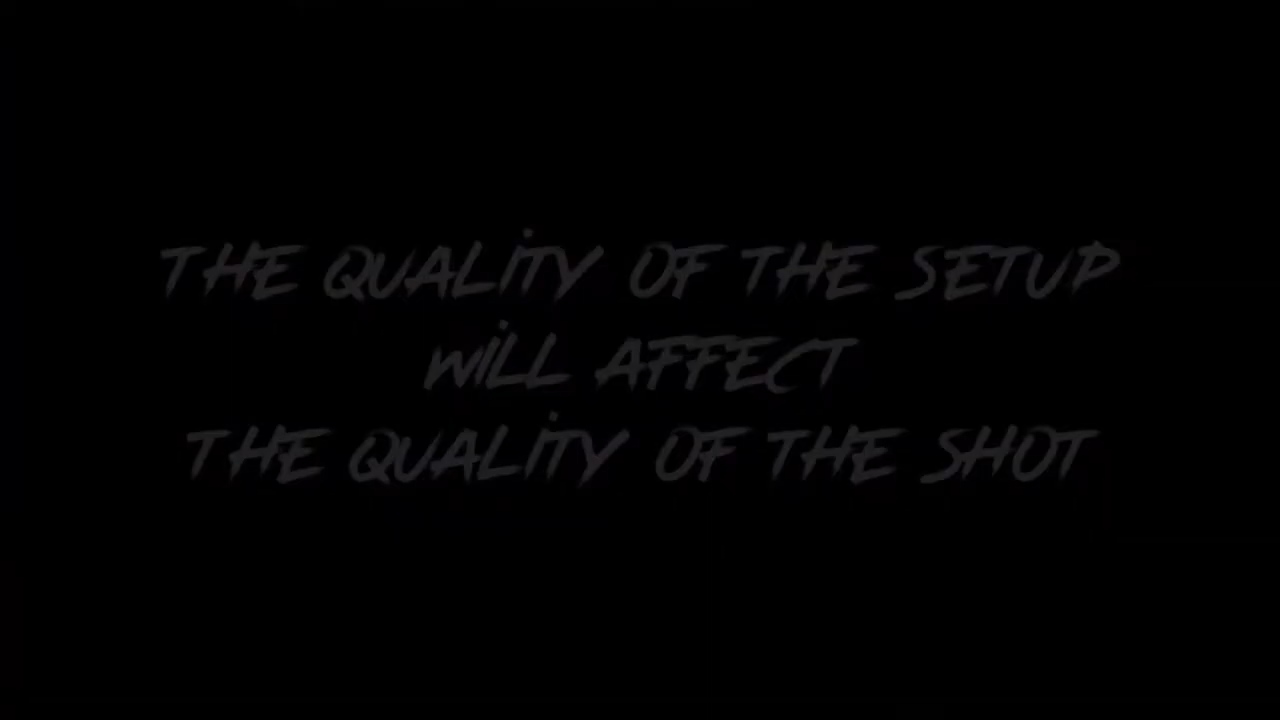 THE QUALITY OF THE SETUP
WILL AFFECT
THE QUALITY OF THE SHOT